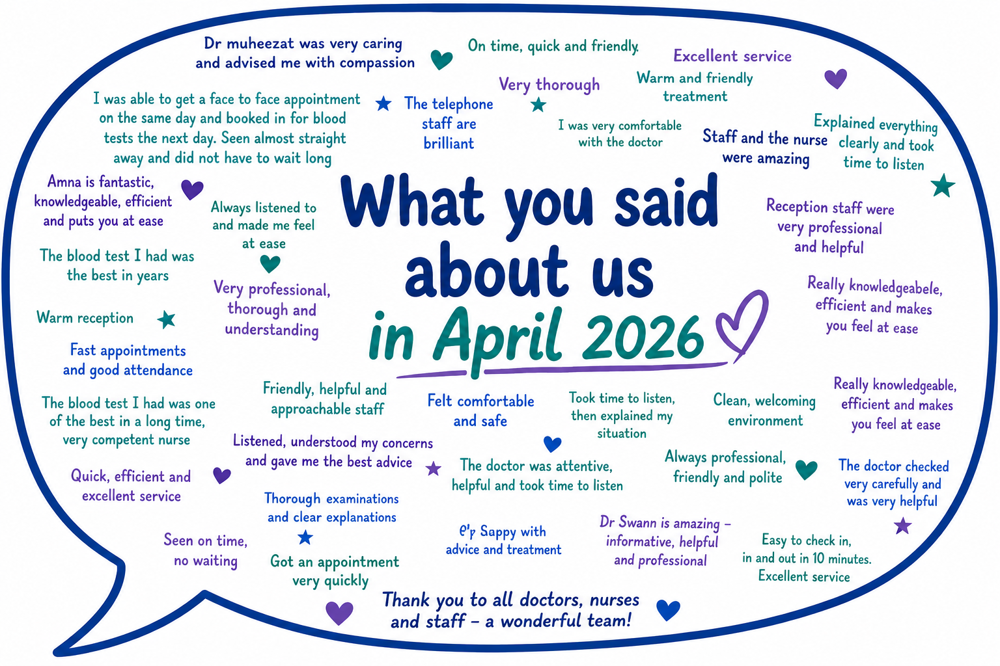 Dr muheezat was very caring
and advised me with compassion
On time, quick and friendly.
Excellent service
Very thorough
Warm and friendly
treatment
I was able to get a face to face appointment
on the same day and booked in for blood
tests the next day. Seen almost straight
away and did not have to wait long
The telephone
staff are
brilliant
I was very comfortable
with the doctor
Staff and the nurse
were amazing
Explained everything
clearly and took
time to listen
Amna is fantastic,
knowledgeable, efficient
and puts you at ease
Always listened to
and made me feel
at ease
What you said
about us
in April 2026
Reception staff were
very professional
and helpful
The blood test I had was
the best in years
Very professional,
thorough and
understanding
Really knowledgeabele,
efficient and makes
you feel at ease
Warm reception
Fast appointments
and good attendance
The blood test I had was one
of the best in a long time,
very competent nurse
Friendly, helpful and
approachable staff
Felt comfortable
and safe
Took time to listen,
then explained my
situation
Clean, welcoming
environment
Really knowledgeable,
efficient and makes
you feel at ease
Listened, understood my concerns
and gave me the best advice
Quick, efficient and
excellent service
The doctor was attentive,
helpful and took time to listen
Always professional,
friendly and polite
The doctor checked
very carefully and
was very helpful
Thorough examinations
and clear explanations
Seen on time,
no waiting
Got an appointment
very quickly
with
advice and treatment
Dr Swann is amazing –
informative, helpful
and professional
Easy to check in,
in and out in 10 minutes.
Excellent service
Thank you to all doctors, nurses
and staff – a wonderful team!